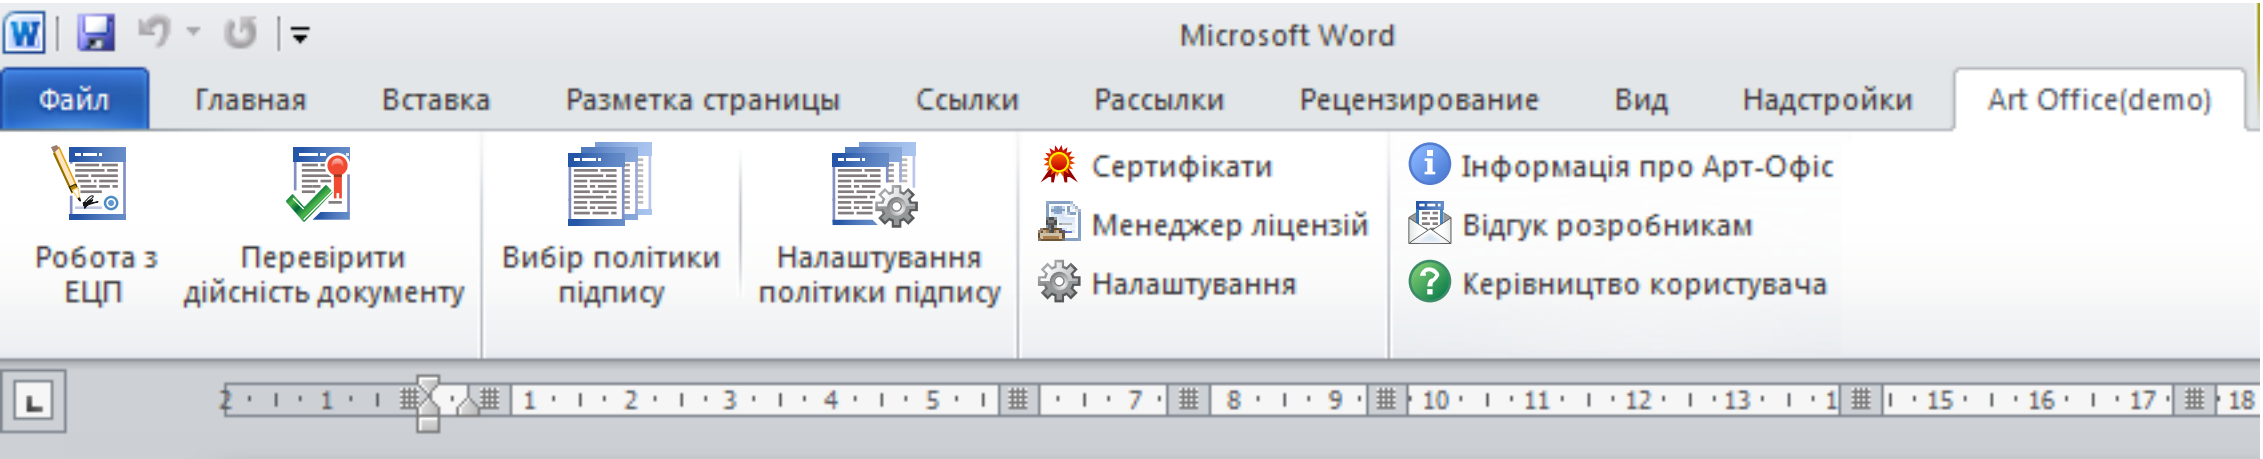 Microsoft Word
Файл Главная Вставка Разметка страницы Ссылки Рассылки Рецензирование Вид Надстройки Art Office(demo)
Робота з
ЕЦП
Перевірити
дійсність документу
Вибір політики
підпису
Налаштування
політики підпису
Сертифікати
Менеджер ліцензій
Налаштування
Інформація про Арт-Офіс
Відгук розробникам
Керівництво користувача
2 1 1 2 3 4 5 7 8 9 10 11 12 13 1 15 16 17 18